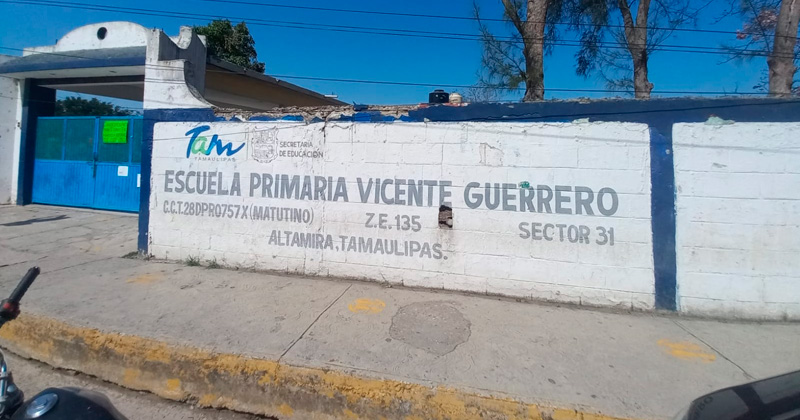 Tam
TAMAULIPAS
SECRETARÍA
DE EDUCACIÓN
ESCUELA PRIMARIA VICENTE GUERRERO
C.C.T.28DPR0757X(MATUTINO)
Z.E.135
SECTOR 31
ALTAMIRA,TAMAULIPAS.